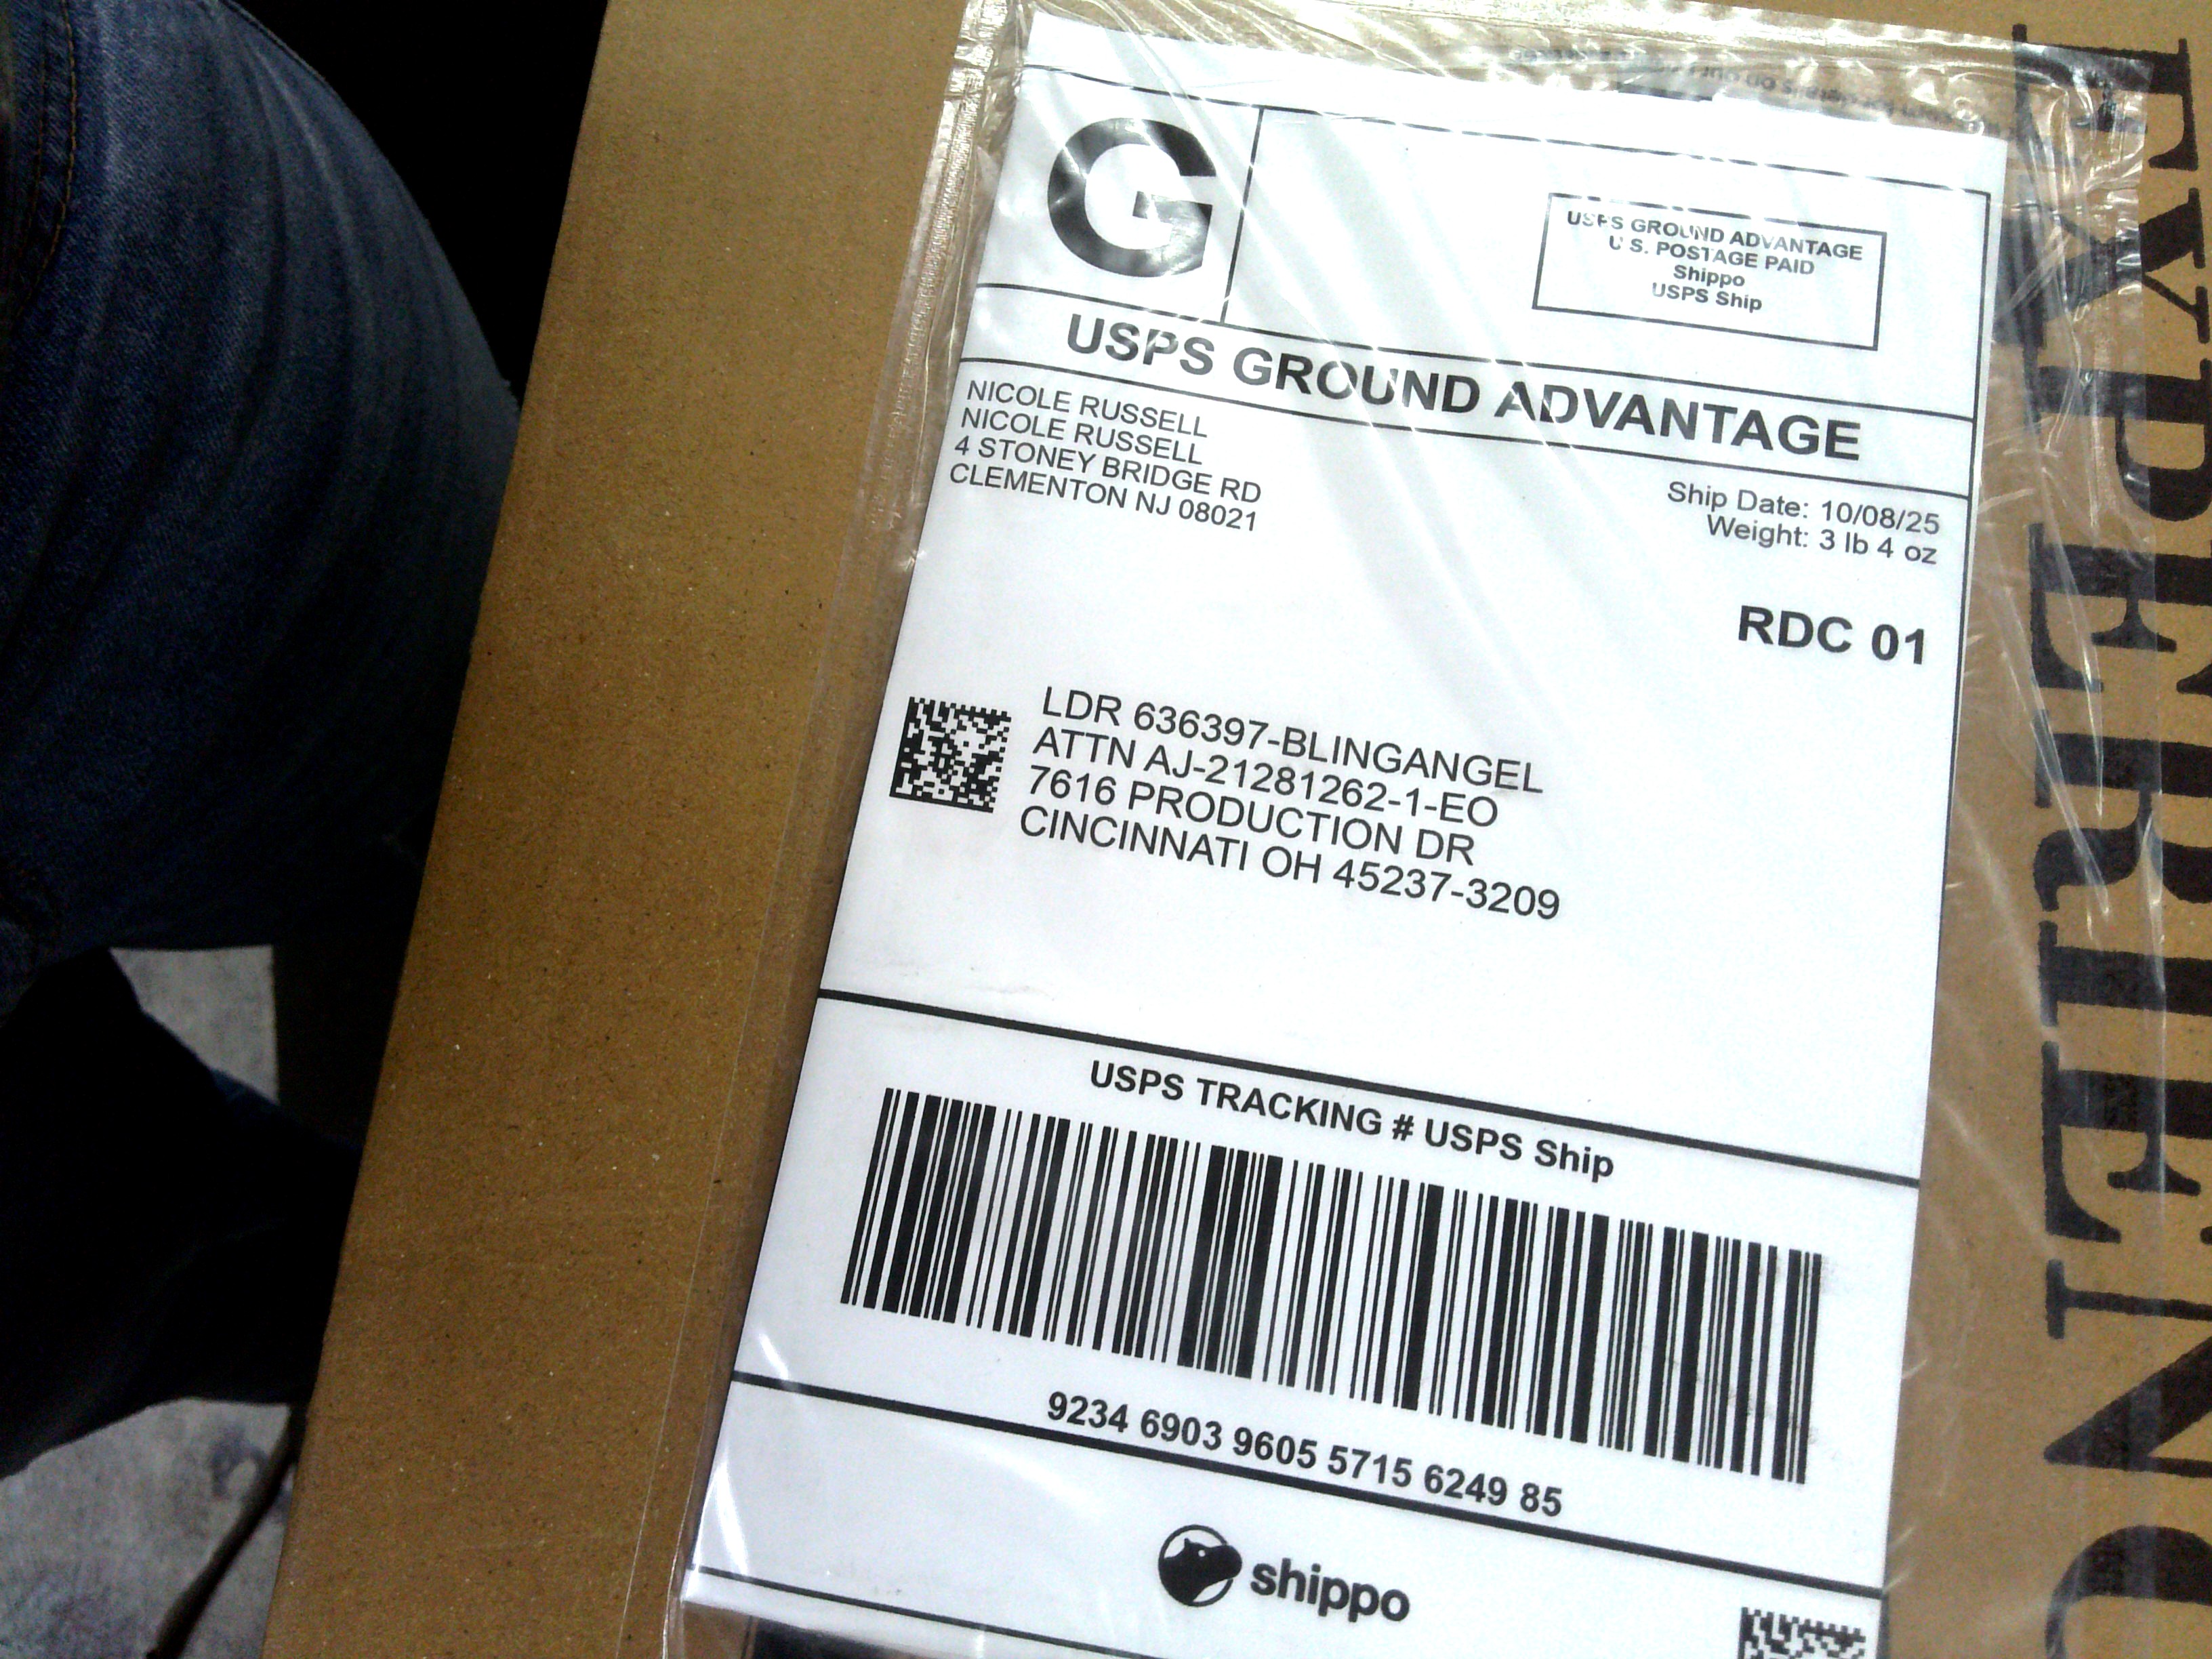 G
USPS GROUND ADVANTAGE
U.S. POSTAGE PAID
Shippo
USPS Ship
USPS GROUND ADVANTAGE
NICOLE RUSSELL
NICOLE RUSSELL
4 STONEY BRIDGE RD
CLEMENTON NJ 08021
Ship Date: 10/08/25
Weight: 3 lb 4 oz
RDC 01
LDR 636397-BLINGANGEL
ATTN AJ-21281262-1-EO
7616 PRODUCTION DR
CINCINNATI OH 45237-3209
USPS TRACKING # USPS Ship
9234 6903 9605 5715 6249 85
shippo
EXPERIENC